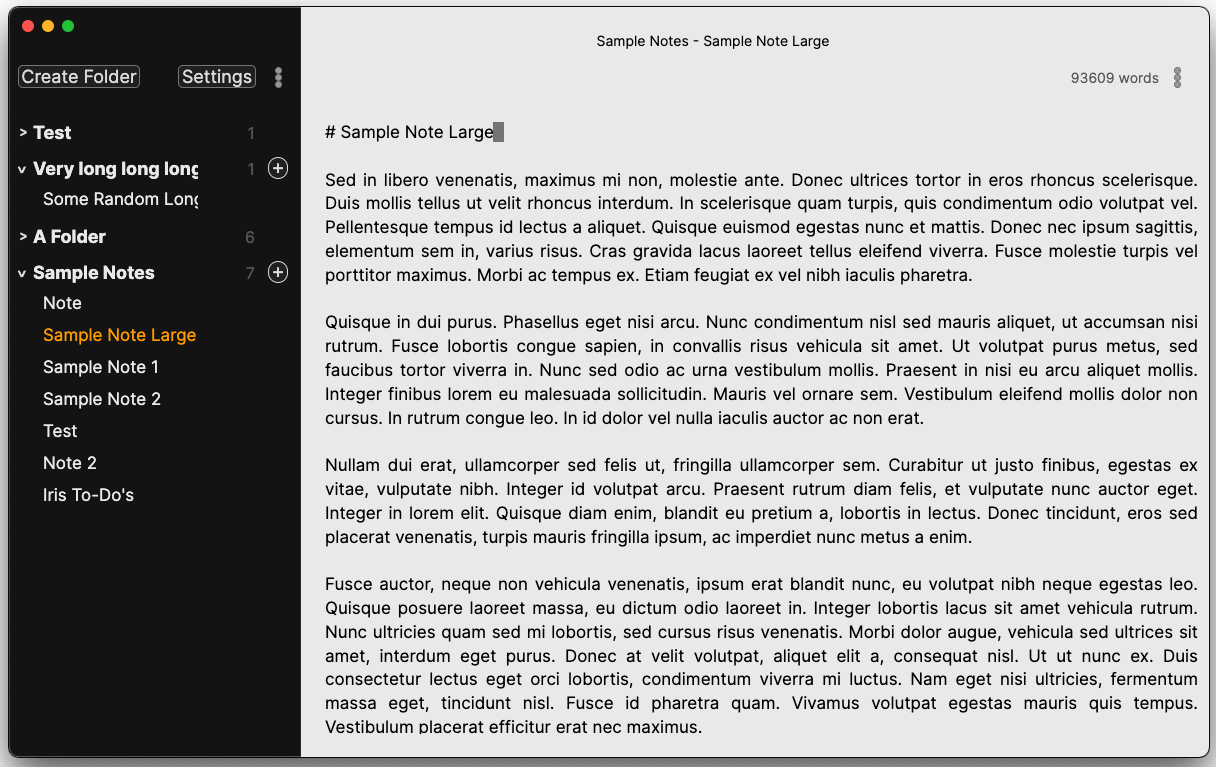 Sample Notes - Sample Note Large
Create Folder
Settings
93609 words
> Test 1
v Very long long long 1 +
Some Random Long
> A Folder 6
v Sample Notes 7 +
Note
Sample Note Large
Sample Note 1
Sample Note 2
Test
Note 2
Iris To-Do's
# Sample Note Large
Sed in libero venenatis, maximus mi non, molestie ante. Donec ultrices tortor in eros rhoncus scelerisque.
Duis mollis tellus ut velit rhoncus interdum. In scelerisque quam turpis, quis condimentum odio volutpat vel.
Pellentesque tempus id lectus a aliquet. Quisque euismod egestas nunc et mattis. Donec nec ipsum sagittis,
elementum sem in, varius risus. Cras gravida lacus laoreet tellus eleifend viverra. Fusce molestie turpis vel
porttitor maximus. Morbi ac tempus ex. Etiam feugiat ex vel nibh iaculis pharetra.
Quisque in dui purus. Phasellus eget nisi arcu. Nunc condimentum nisl sed mauris aliquet, ut accumsan nisi
rutrum. Fusce lobortis congue sapien, in convallis risus vehicula sit amet. Ut volutpat purus metus, sed
faucibus tortor viverra in. Nunc sed odio ac urna vestibulum mollis. Praesent in nisi eu arcu aliquet mollis.
Integer finibus lorem eu malesuada sollicitudin. Mauris vel ornare sem. Vestibulum eleifend mollis dolor non
cursus. In rutrum congue leo. In id dolor vel nulla iaculis auctor ac non erat.
Nullam dui erat, ullamcorper sed felis ut, fringilla ullamcorper sem. Curabitur ut justo finibus, egestas ex
vitae, vulputate nibh. Integer id volutpat arcu. Praesent rutrum diam felis, et vulputate nunc auctor eget.
Integer in lorem elit. Quisque diam enim, blandit eu pretium a, lobortis in lectus. Donec tincidunt, eros sed
placerat venenatis, turpis mauris fringilla ipsum, ac imperdiet nunc metus a enim.
Fusce auctor, neque non vehicula venenatis, ipsum erat blandit nunc, eu volutpat nibh neque egestas leo.
Quisque posuere laoreet massa, eu dictum odio laoreet in. Integer lobortis lacus sit amet vehicula rutrum.
Nunc ultricies quam sed mi lobortis, sed cursus risus venenatis. Morbi dolor augue, vehicula sed ultrices sit
amet, interdum eget purus. Donec at velit volutpat, aliquet elit a, consequat nisl. Ut ut nunc ex. Duis
consectetur lectus eget orci lobortis, condimentum viverra mi luctus. Nam eget nisi ultricies, fermentum
massa eget, tincidunt nisl. Fusce id pharetra quam. Vivamus volutpat egestas mauris quis tempus.
Vestibulum placerat efficitur erat nec maximus.